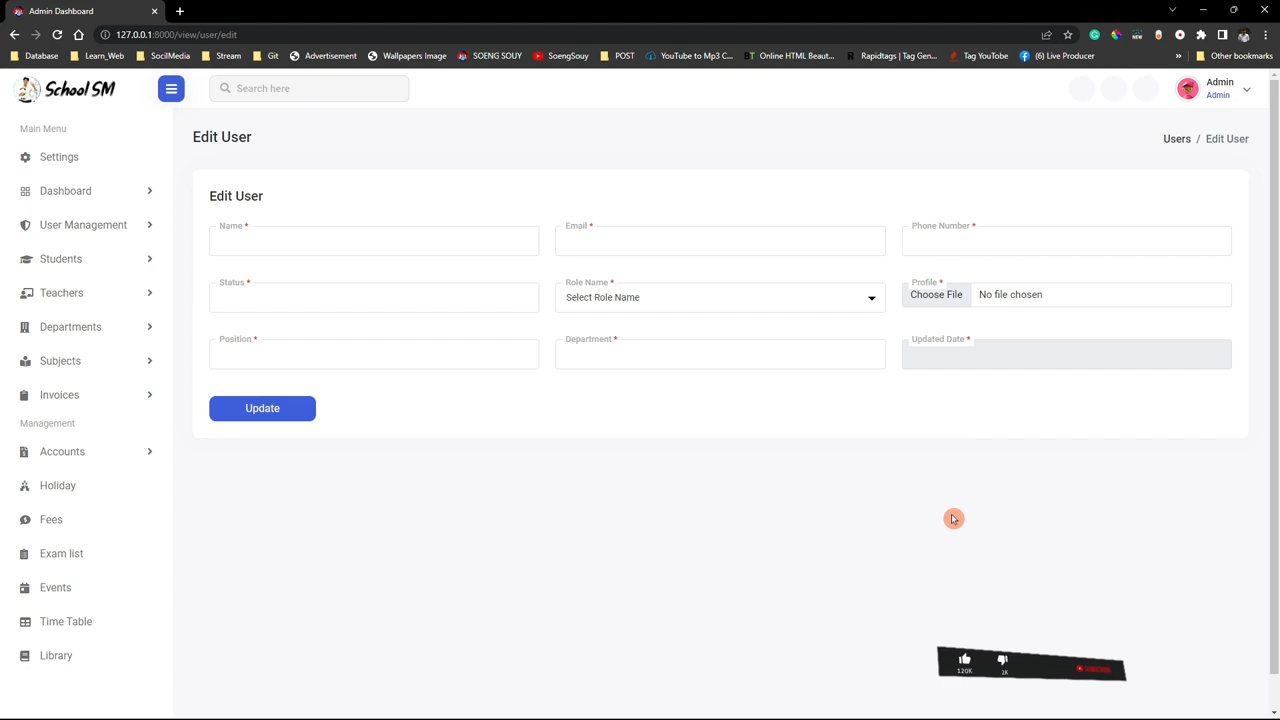 Admin Dashboard
127.0.0.1:8000/view/user/edit
Database
Learn_Web
SocilMedia
Stream
Git
Advertisement
Wallpapers Image
SOENG SOUY
SoengSouy
POST
YouTube to Mp3 C...
Online HTML Beaut...
Rapidtags | Tag Gen...
Tag YouTube
(6) Live Producer
»
Other bookmarks
School SM
Search here
Admin
Admin
Main Menu
Settings
Dashboard
User Management
Students
Teachers
Departments
Subjects
Invoices
Management
Accounts
Holiday
Fees
Exam list
Events
Time Table
Library
Edit User
Users / Edit User
Edit User
Name *
Email *
Phone Number *
Status *
Role Name *
Select Role Name
Profile *
Choose File No file chosen
Position *
Department *
Updated Date *
Update
120K
2K